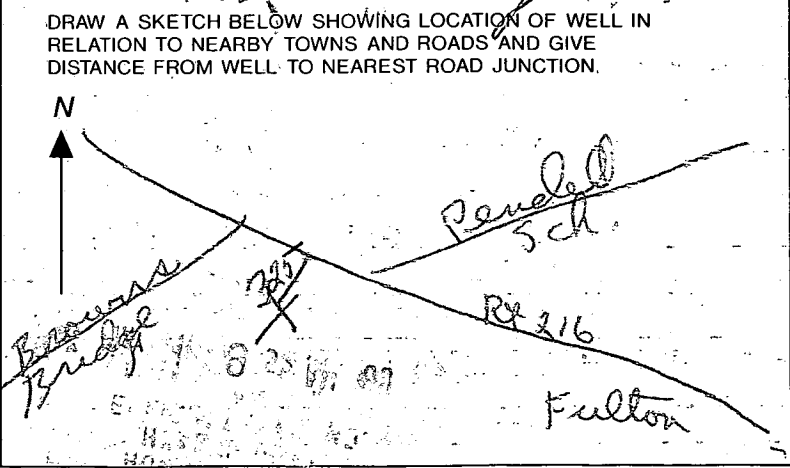 DRAW A SKETCH BELOW SHOWING LOCATION OF WELL IN
RELATION TO NEARBY TOWNS AND ROADS AND GIVE
DISTANCE FROM WELL TO NEAREST ROAD JUNCTION.
N
Sch.
325
Browns
Bridge
Rt 216
Fulton